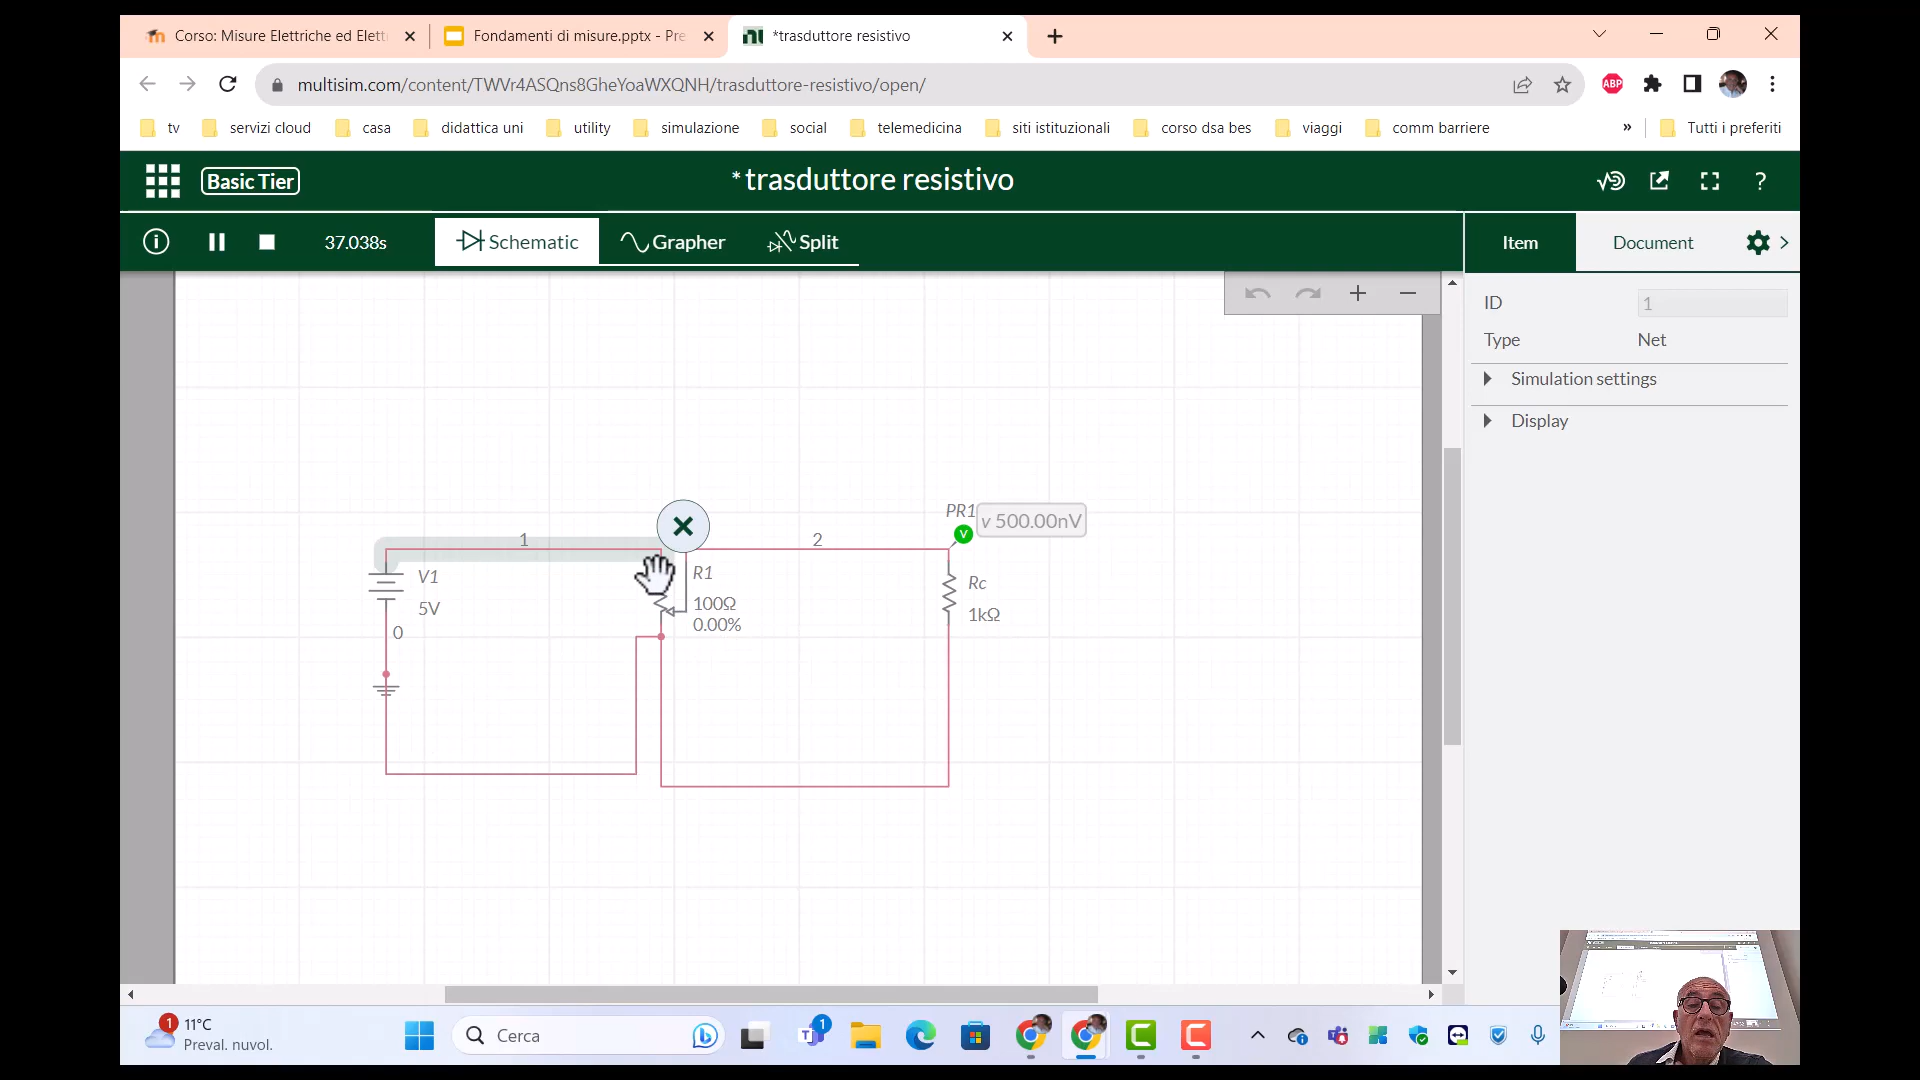 Corso: Misure Elettriche ed Elett
Fondamenti di misure.pptx - Pre
*trasduttore resistivo
multisim.com/content/TWVr4ASQns8GheYoaWXQNH/trasduttore-resistivo/open/
ABP
tv
servizi cloud
casa
didattica uni
utility
simulazione
social
telemedicina
siti istituzionali
corso dsa bes
viaggi
comm barriere
»
Tutti i preferiti
Basic Tier
*trasduttore resistivo
?
37.038s
Schematic
Grapher
Split
Item
Document
ID
1
Type
Net
Simulation settings
Display
1
2
PR1
V
v 500.00nV
V1
5V
0
R1
100Ω
0.00%
Rc
1kΩ
1
11°C
Preval. nuvol.
Cerca
1